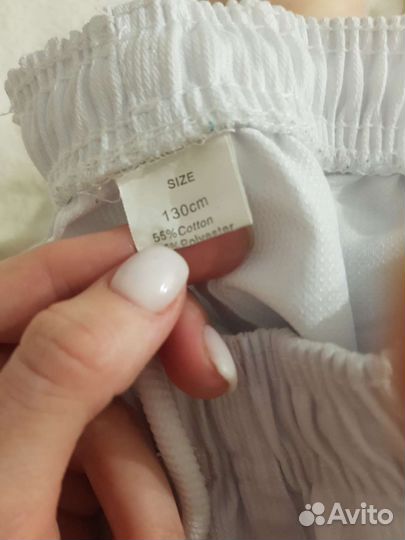 SIZE
130cm
55% Cotton
% Polyester
Avito